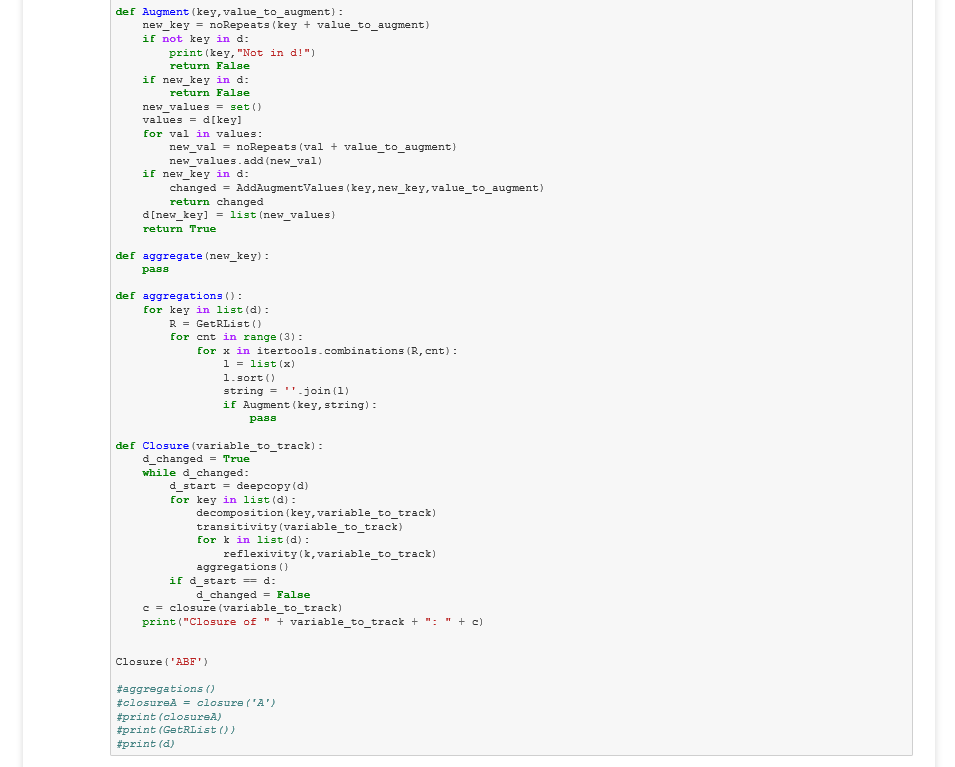 def Augment(key,value_to_augment):
    new_key = noRepeats(key + value_to_augment)
    if not key in d:
        print(key,"Not in d!")
        return False
    if new_key in d:
        return False
    new_values = set()
    values = d[key]
    for val in values:
        new_val = noRepeats(val + value_to_augment)
        new_values.add(new_val)
    if new_key in d:
        changed = AddAugmentValues(key,new_key,value_to_augment)
        return changed
    d[new_key] = list(new_values)
    return True

def aggregate(new_key):
    pass

def aggregations():
    for key in list(d):
        R = GetRList()
        for cnt in range(3):
            for x in itertools.combinations(R,cnt):
                l = list(x)
                l.sort()
                string = ''.join(l)
                if Augment(key,string):
                    pass

def Closure(variable_to_track):
    d_changed = True
    while d_changed:
        d_start = deepcopy(d)
        for key in list(d):
            decomposition(key,variable_to_track)
            transitivity(variable_to_track)
            for k in list(d):
                reflexivity(k,variable_to_track)
            aggregations()
        if d_start == d:
            d_changed = False
    c = closure(variable_to_track)
    print("Closure of " + variable_to_track + ": " + c)


Closure('ABF')

#aggregations()
#closureA = closure('A')
#print(closureA)
#print(GetRList())
#print(d)